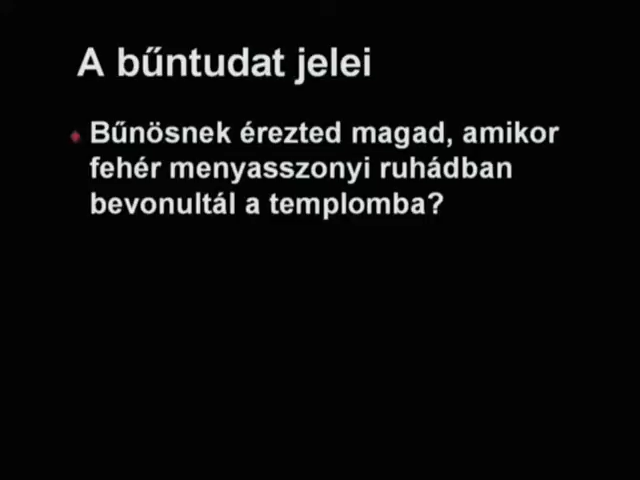 A bűntudat jelei
Bűnösnek érezted magad, amikor
fehér menyasszonyi ruhádban
bevonultál a templomba?